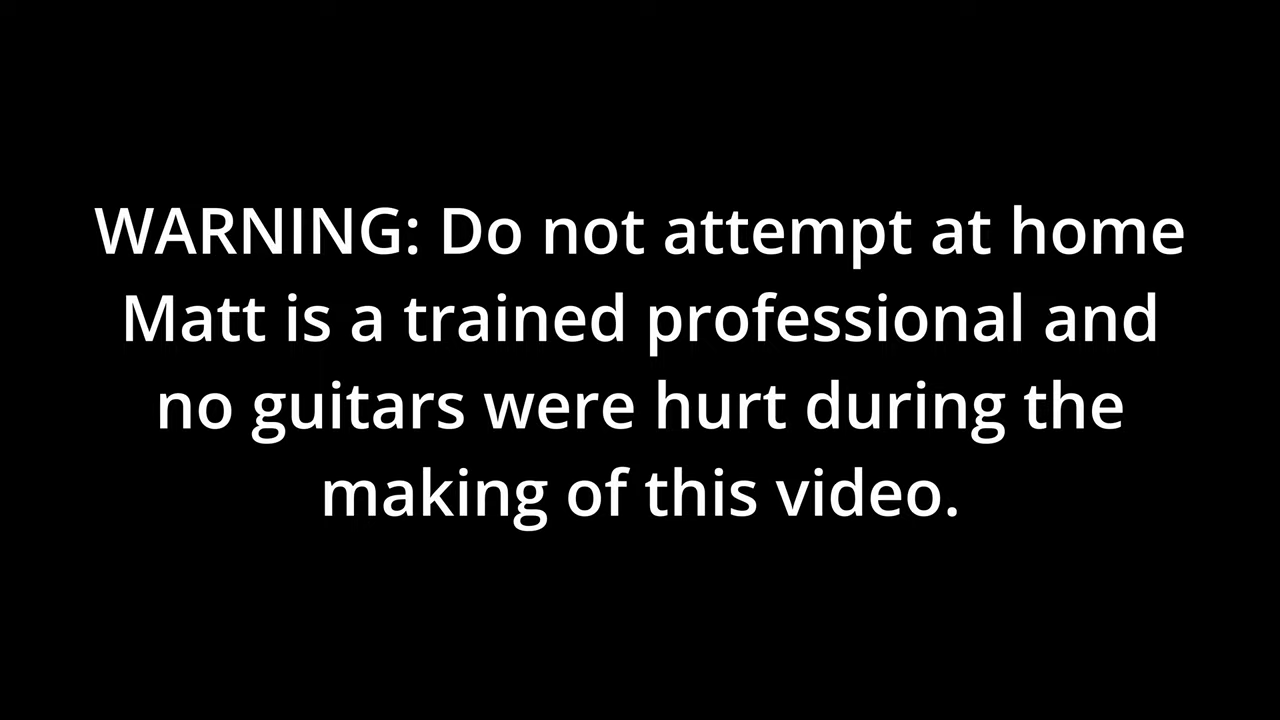 WARNING: Do not attempt at home
Matt is a trained professional and
no guitars were hurt during the
making of this video.